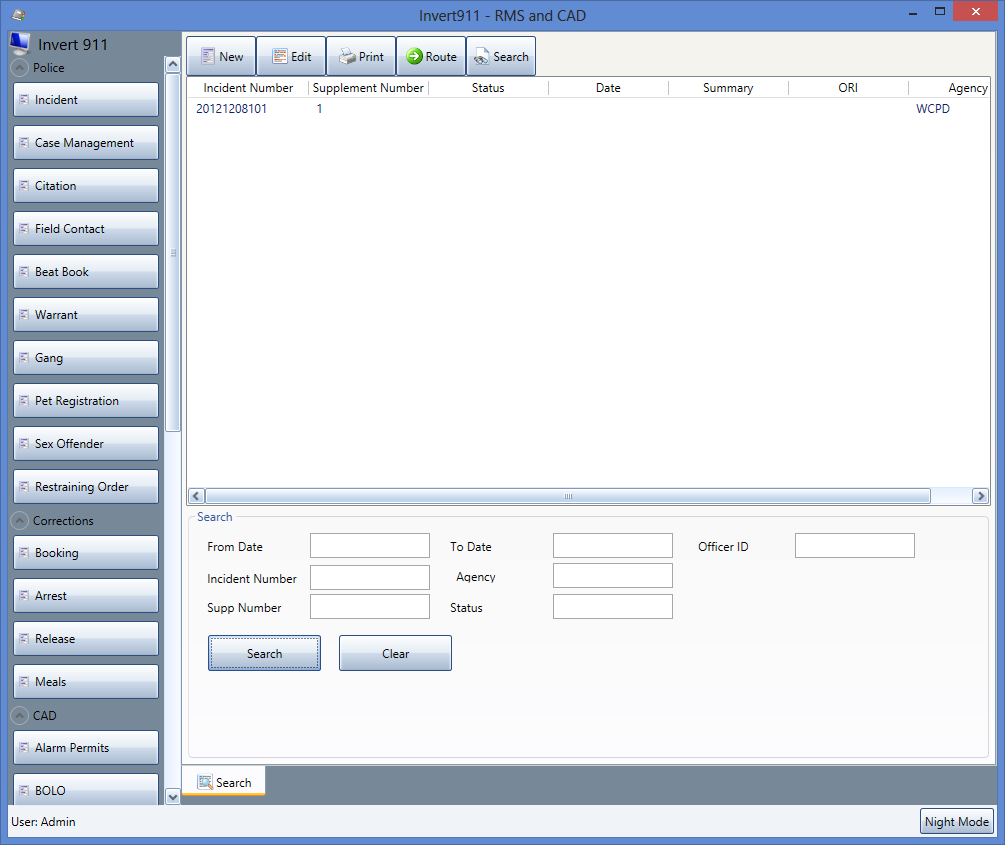 Invert911 - RMS and CAD
Invert 911
Police
Incident
Case Management
Citation
Field Contact
Beat Book
Warrant
Gang
Pet Registration
Sex Offender
Restraining Order
Corrections
Booking
Arrest
Release
Meals
CAD
Alarm Permits
BOLO
New Edit Print Route Search
Incident Number Supplement Number Status Date Summary ORI Agency
20121208101 1 WCPD
Search
From Date To Date Officer ID
Incident Number Agency
Supp Number Status
Search Clear
Search
User: Admin Night Mode